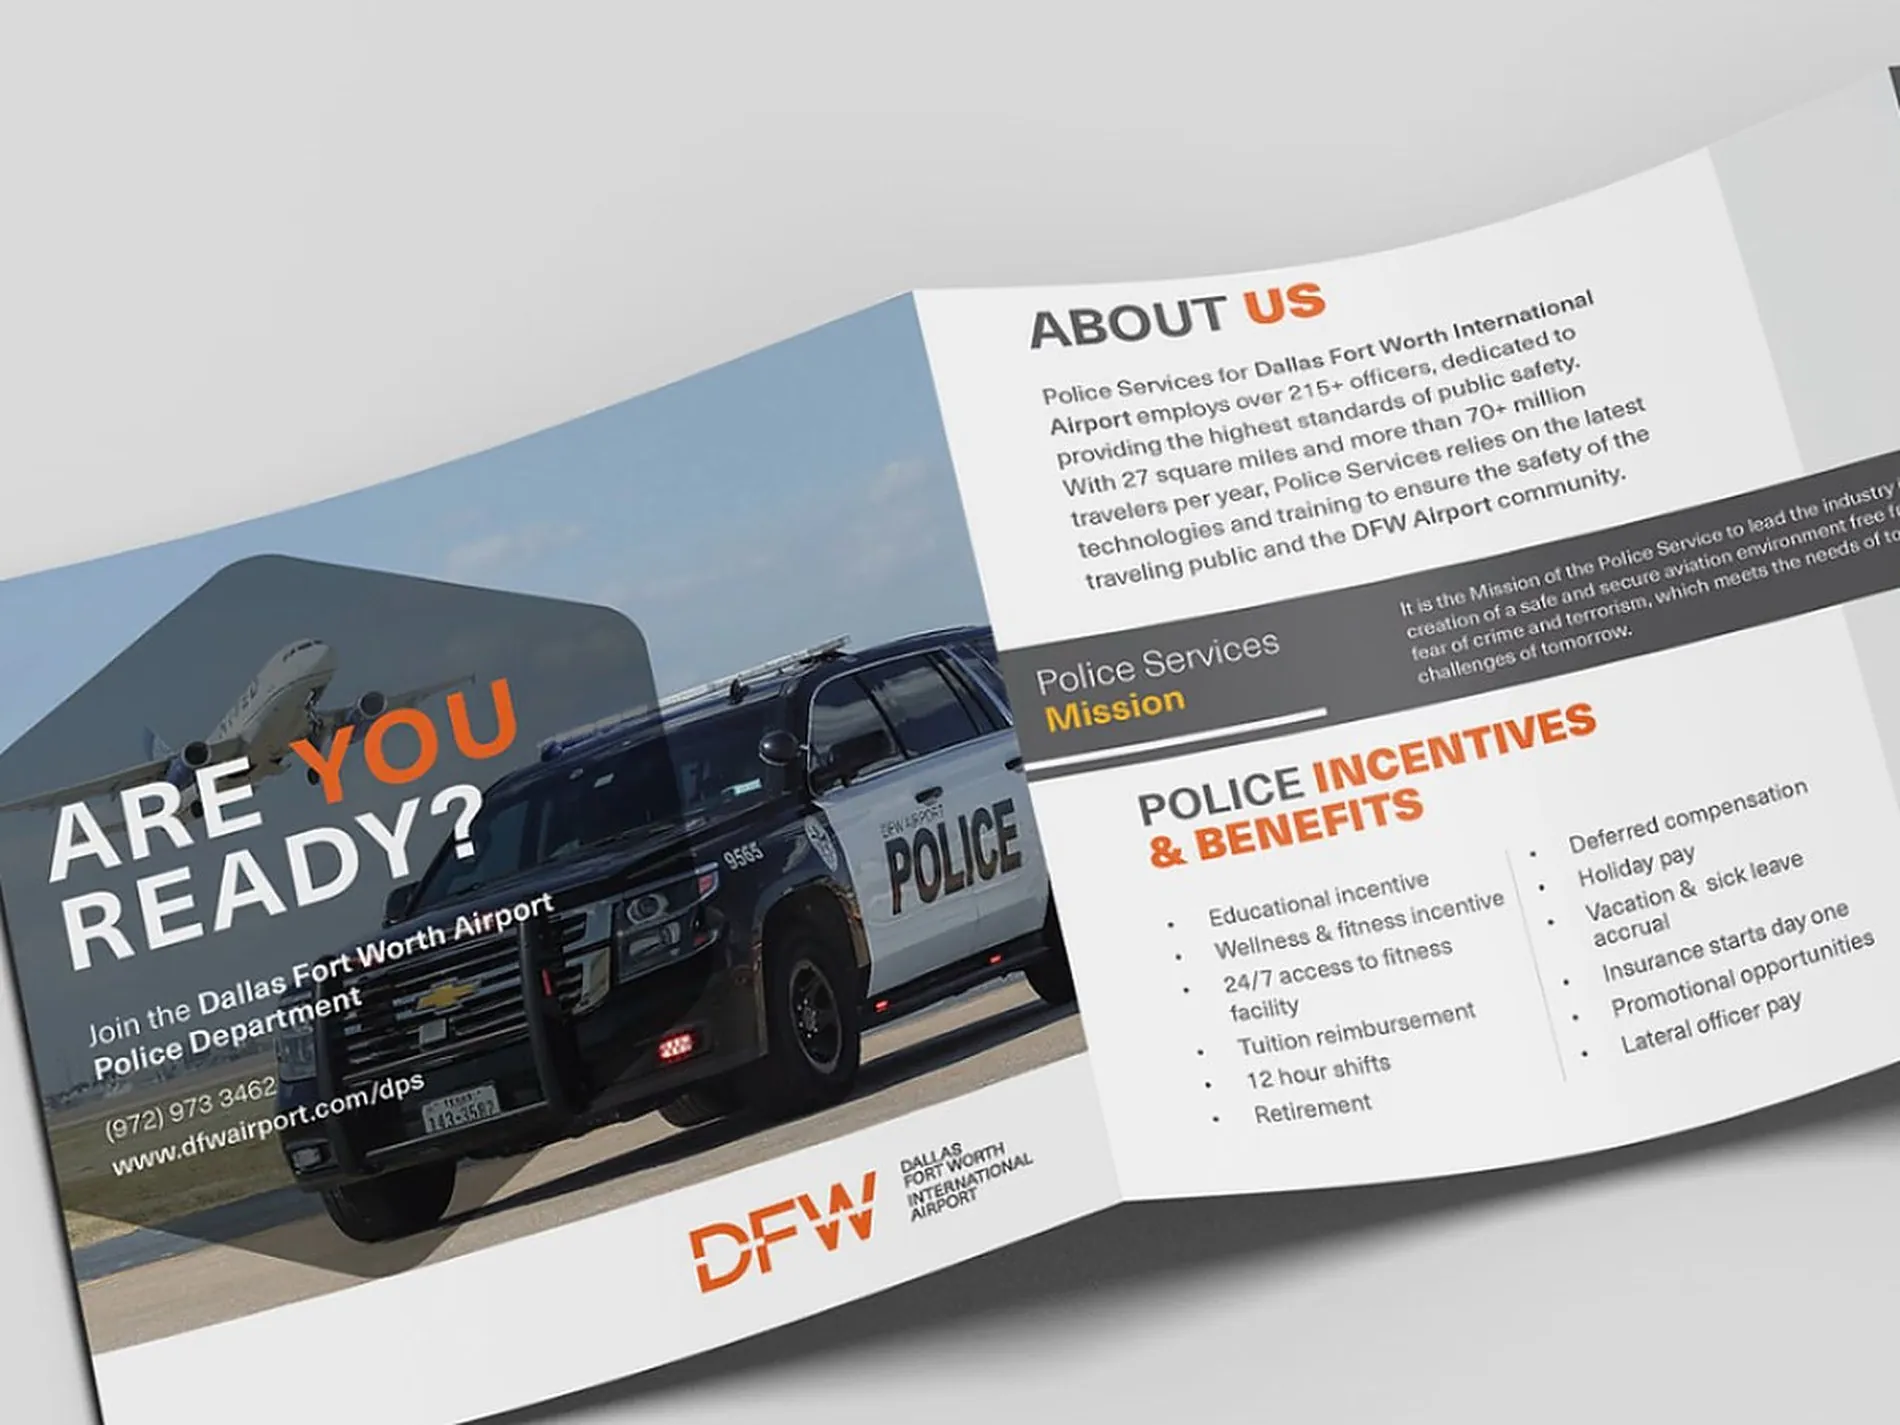 ARE YOU
READY?
Join the Dallas Fort Worth Airport
Police Department
(972) 973 3462
www.dfwairport.com/dps
9565
DFW AIRPORT
POLICE
DFW
DALLAS
FORT WORTH
INTERNATIONAL
AIRPORT
ABOUT US
Police Services for Dallas Fort Worth International
Airport employs over 215+ officers, dedicated to
providing the highest standards of public safety.
With 27 square miles and more than 70+ million
travelers per year, Police Services relies on the latest
technologies and training to ensure the safety of the
traveling public and the DFW Airport community.
Police Services
Mission
It is the Mission of the Police Service to lead the industry
creation of a safe and secure aviation environment free
fear of crime and terrorism, which meets the needs of
challenges of tomorrow.
POLICE INCENTIVES
& BENEFITS
• Educational incentive
• Wellness & fitness incentive
• 24/7 access to fitness
facility
• Tuition reimbursement
• 12 hour shifts
• Retirement
• Deferred compensation
• Holiday pay
• Vacation & sick leave
accrual
• Insurance starts day one
• Promotional opportunities
• Lateral officer pay